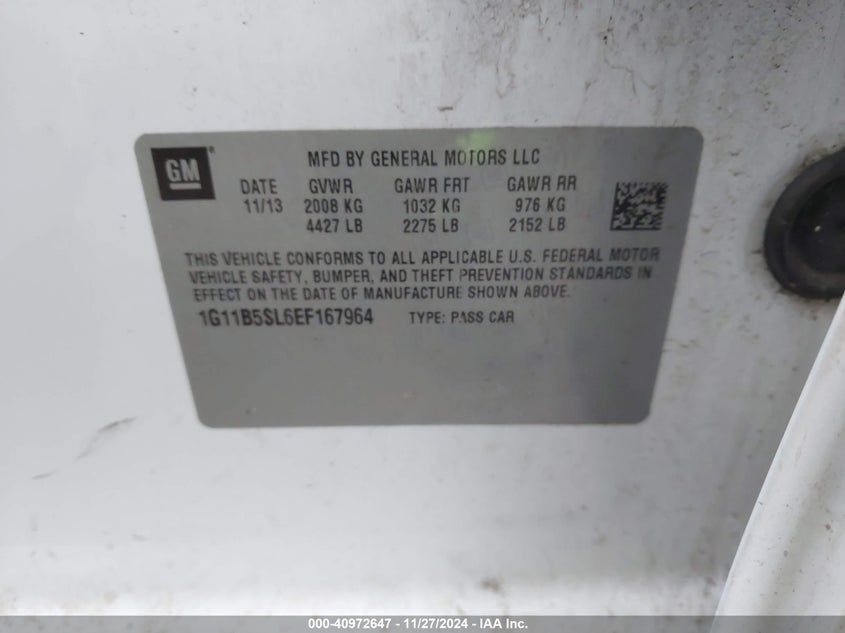 GM
MFD BY GENERAL MOTORS LLC
DATE GVWR GAWR FRT GAWR RR
11/13 2008 KG 1032 KG 976 KG
4427 LB 2275 LB 2152 LB
THIS VEHICLE CONFORMS TO ALL APPLICABLE U.S. FEDERAL MOTOR
VEHICLE SAFETY, BUMPER, AND THEFT PREVENTION STANDARDS IN
EFFECT ON THE DATE OF MANUFACTURE SHOWN ABOVE.
1G11B5SL6EF167964 TYPE: PASS CAR
000-40972647 - 11/27/2024 - IAAI Inc.